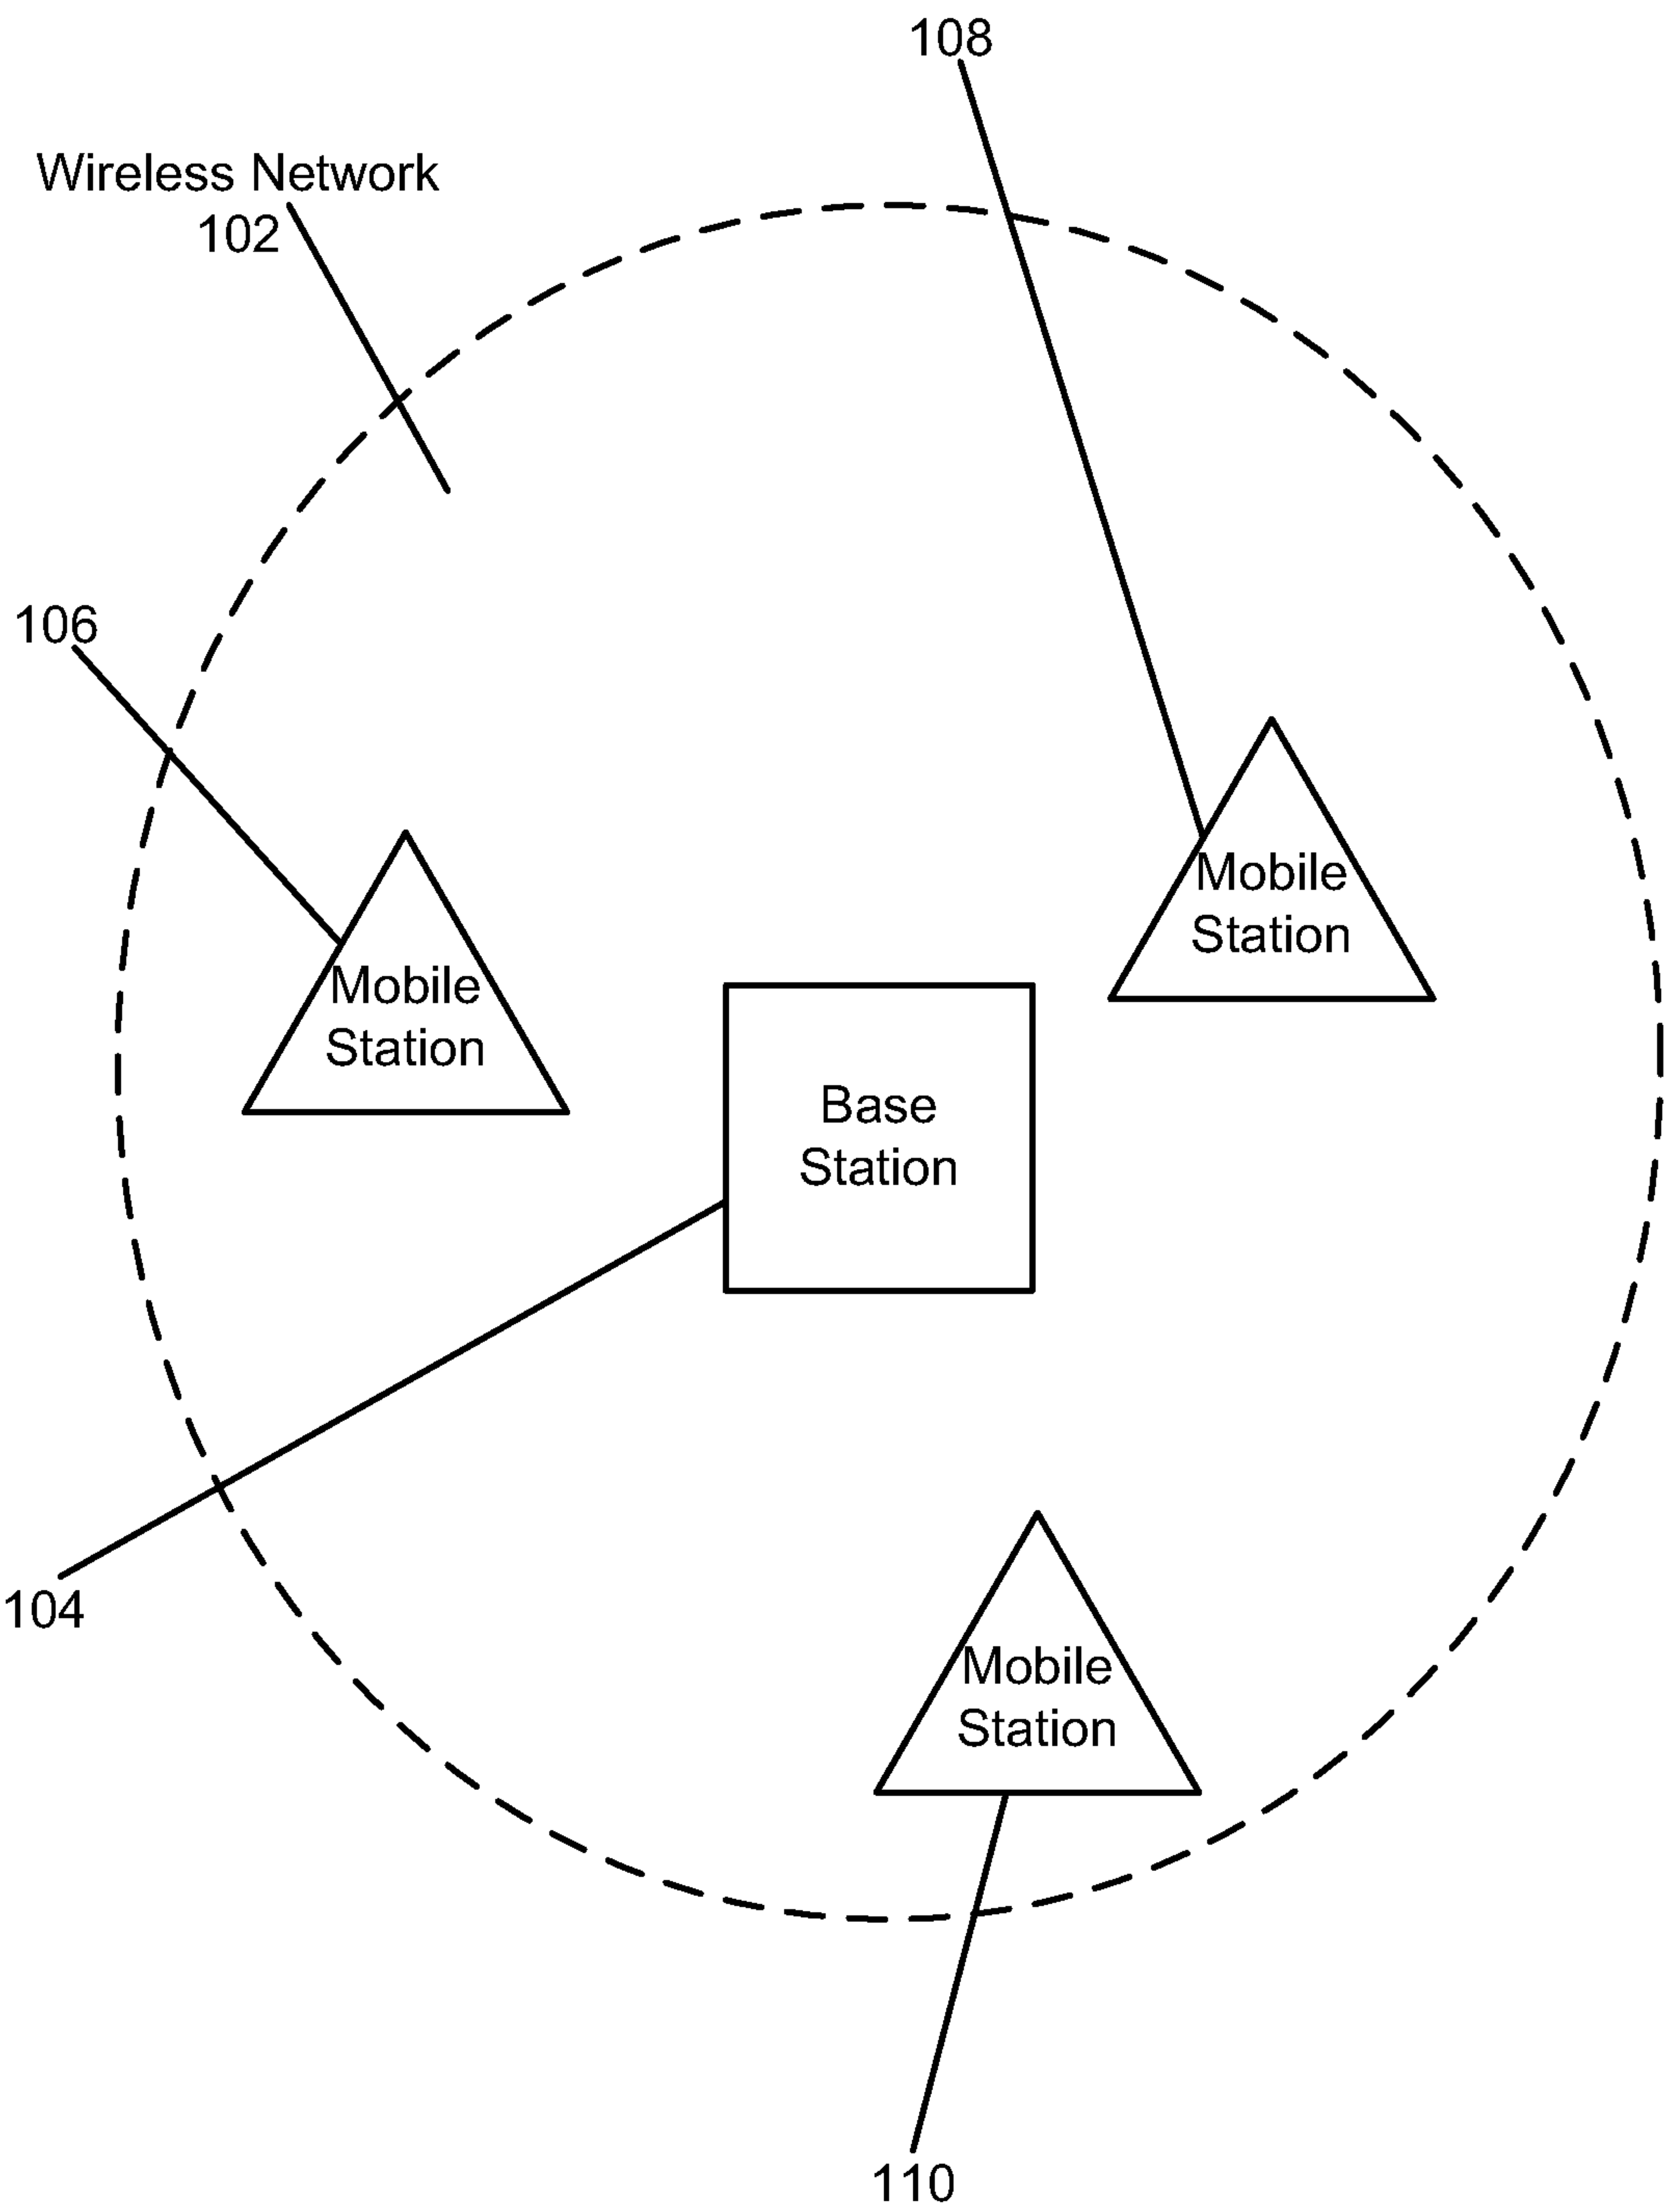 108
Wireless Network
102
106
Mobile
Station
Mobile
Station
Base
Station
104
Mobile
Station
110